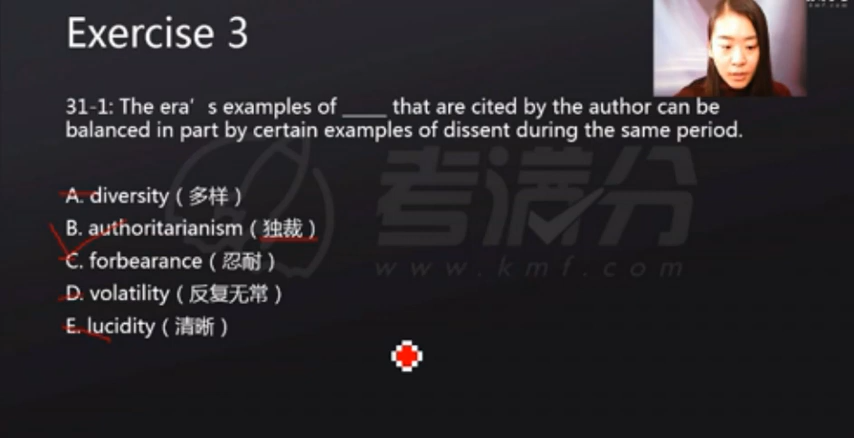 Exercise 3
31-1: The era's examples of ____ that are cited by the author can be
balanced in part by certain examples of dissent during the same period.
A. diversity（多样）
B. authoritarianism（独裁）
C. forbearance（忍耐）
D. volatility（反复无常）
E. lucidity（清晰）
考满分
www.kmf.com
kmf.com